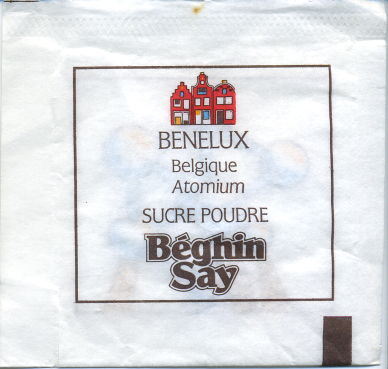 BENELUX
Belgique
Atomium
SUCRE POUDRE
Béghin
Say